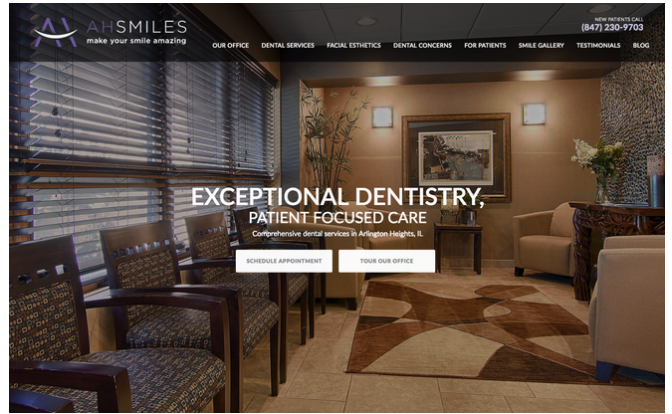 AHSMILES
make your smile amazing
NEW PATIENTS CALL
(847) 230-9703
OUR OFFICE DENTAL SERVICES FACIAL ESTHETICS DENTAL CONCERNS FOR PATIENTS SMILE GALLERY TESTIMONIALS BLOG
EXCEPTIONAL DENTISTRY,
PATIENT FOCUSED CARE
Comprehensive dental services in Arlington Heights, IL
SCHEDULE APPOINTMENT TOUR OUR OFFICE